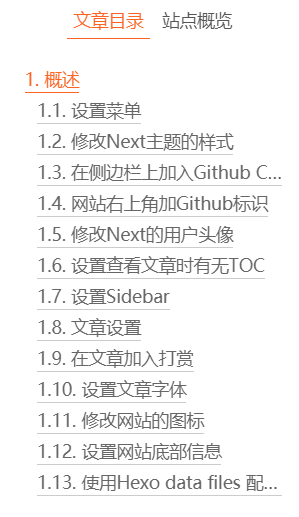 文章目录 站点概览
1. 概述
1.1. 设置菜单
1.2. 修改Next主题的样式
1.3. 在侧边栏上加入Github C...
1.4. 网站右上角加Github标识
1.5. 修改Next的用户头像
1.6. 设置查看文章时有无TOC
1.7. 设置Sidebar
1.8. 文章设置
1.9. 在文章加入打赏
1.10. 设置文章字体
1.11. 修改网站的图标
1.12. 设置网站底部信息
1.13. 使用Hexo data files 配...